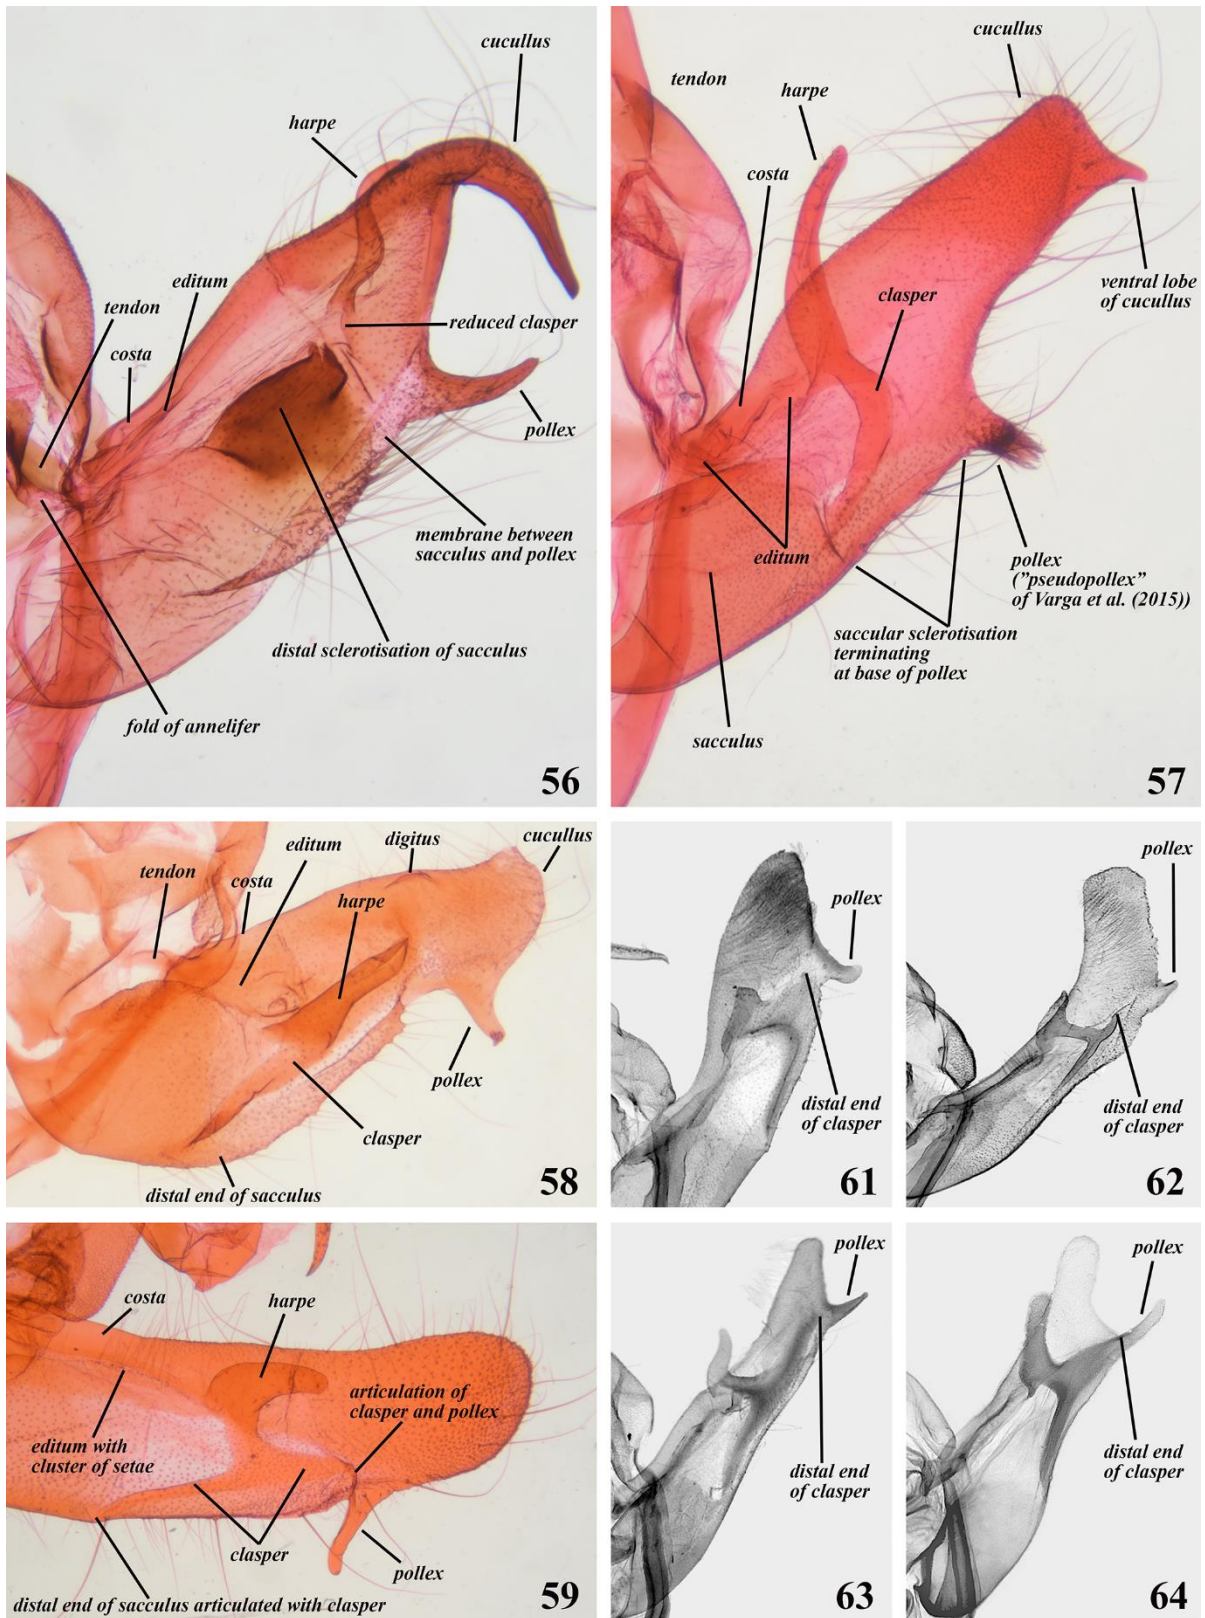 cucullus
harpe
editum
tendon
costa
reduced clasper
pollex
membrane between
sacculus and pollex
distal sclerotisation of sacculus
fold of annelifer
56
cucullus
tendon
harpe
costa
clasper
ventral lobe
of cucullus
editum
pollex
("pseudopollex"
of Varga et al. (2015))
saccular sclerotisation
terminating
at base of pollex
sacculus
57
digitus
cucullus
editum
tendon
costa
harpe
pollex
clasper
distal end of sacculus
58
pollex
distal end
of clasper
61
pollex
distal end
of clasper
62
costa
harpe
articulation of
clasper and pollex
editum with
cluster of setae
clasper
pollex
distal end of sacculus articulated with clasper
59
pollex
distal end
of clasper
63
pollex
distal end
of clasper
64